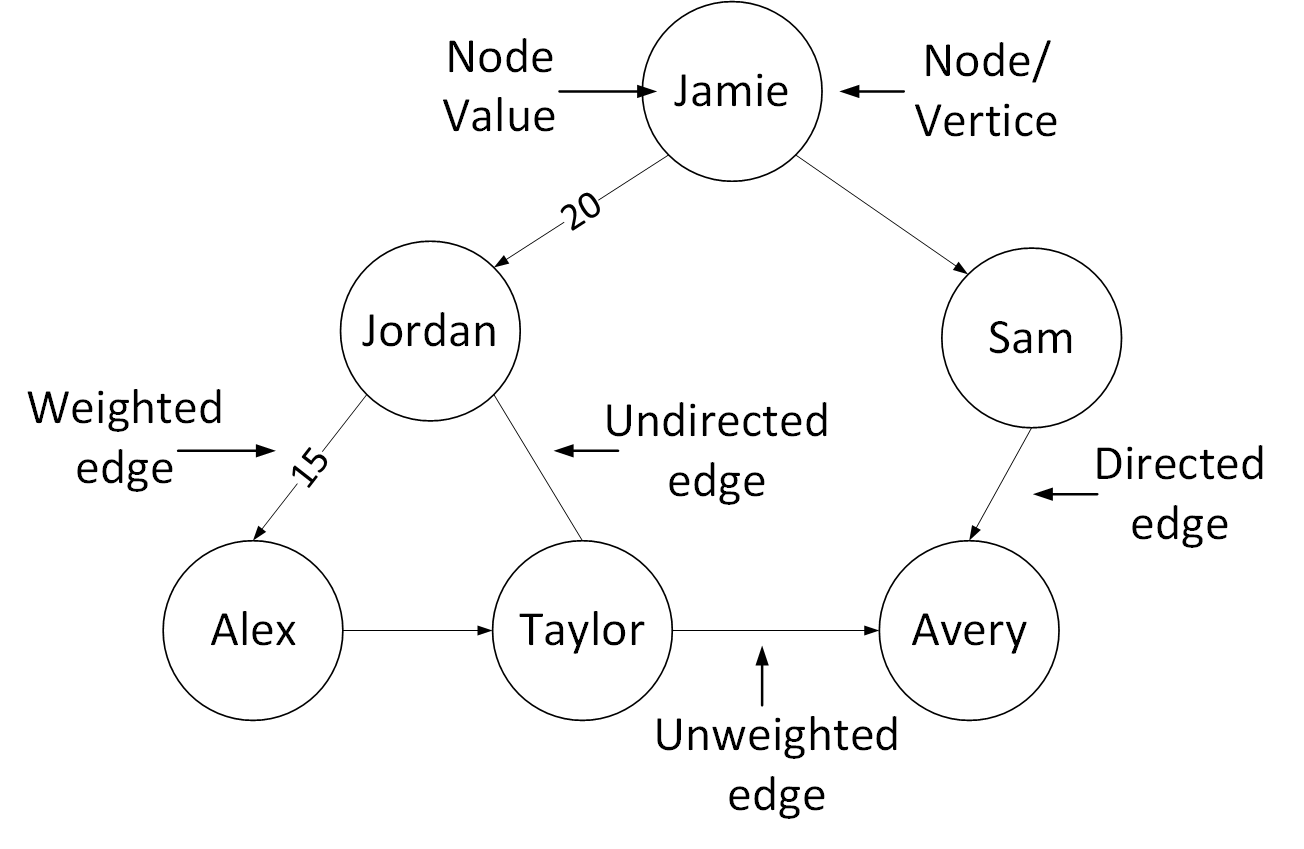 Node
Value
Jamie
Node/
Vertice
20
Jordan
Sam
Weighted
edge
15
Undirected
edge
Directed
edge
Alex
Taylor
Avery
Unweighted
edge